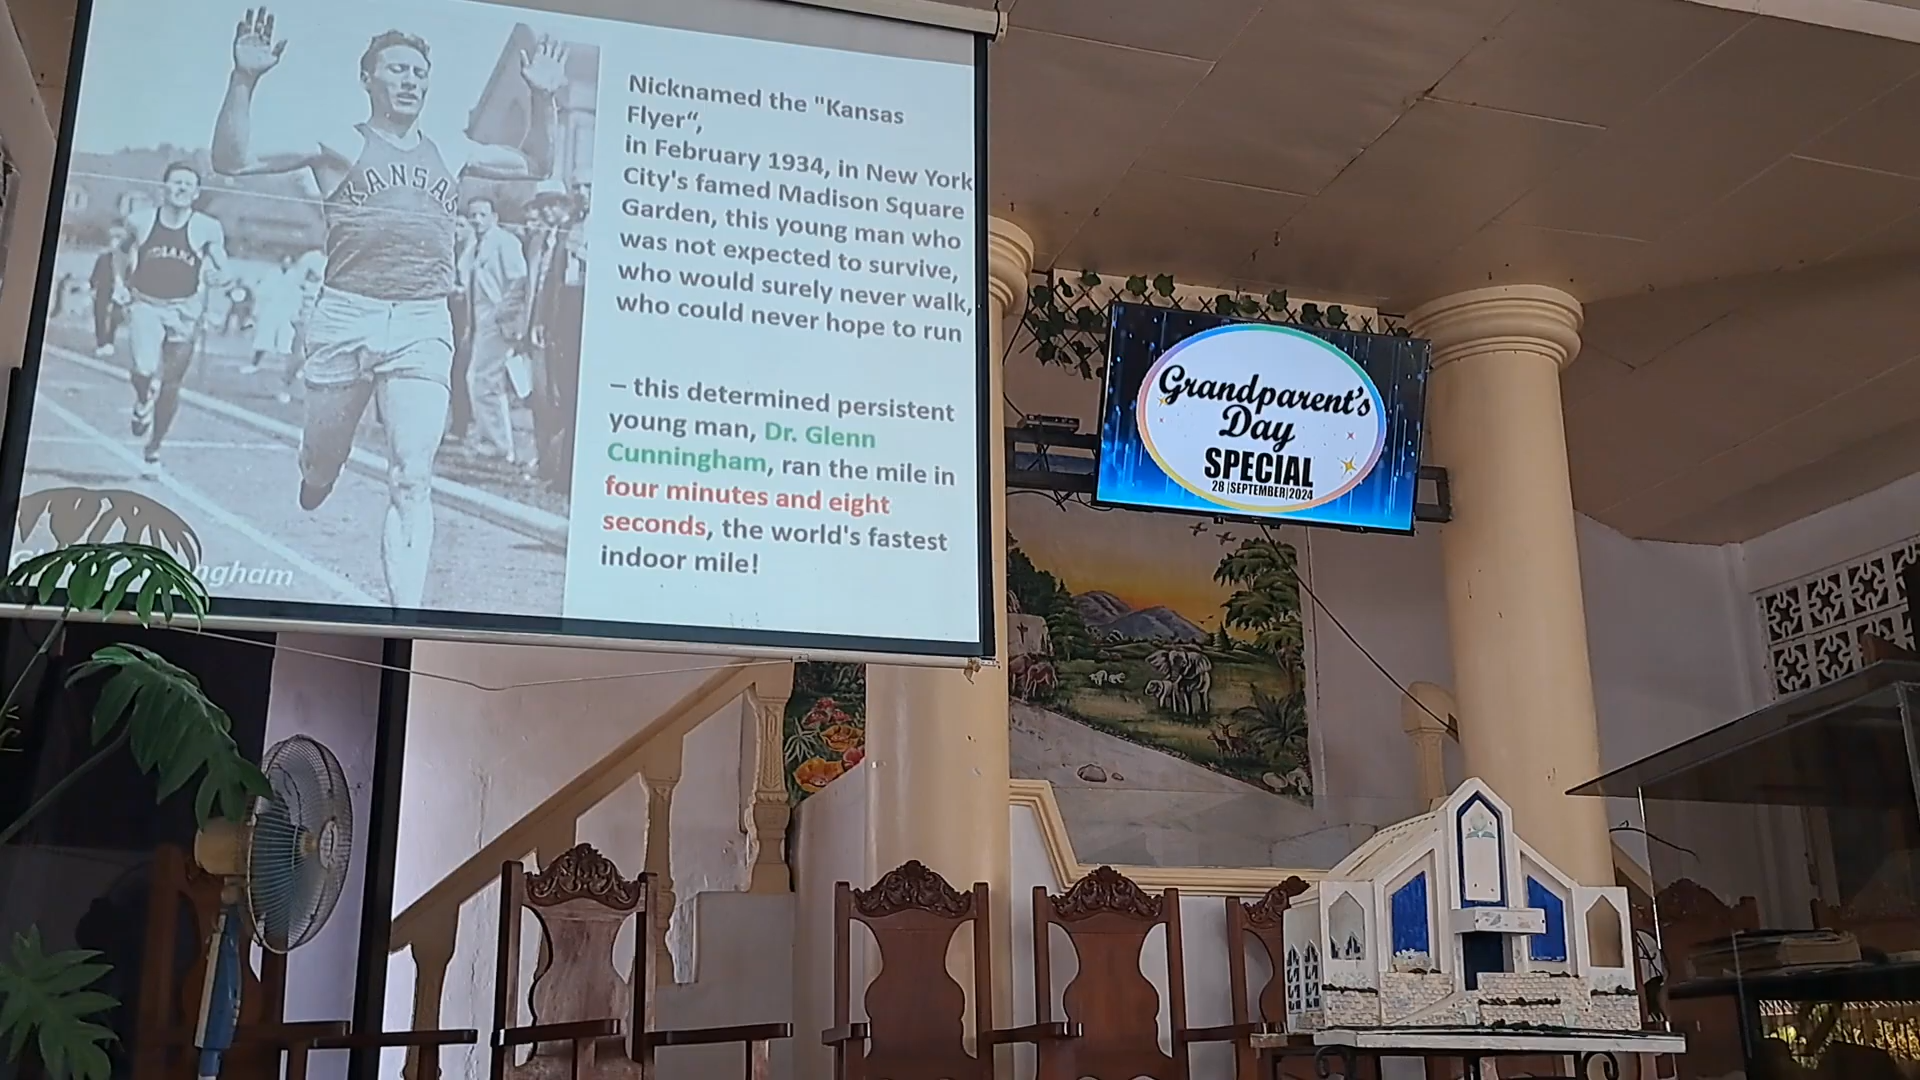 Nicknamed the "Kansas
Flyer“,
in February 1934, in New York
City's famed Madison Square
Garden, this young man who
was not expected to survive,
who would surely never walk,
who could never hope to run
– this determined persistent
young man, Dr. Glenn
Cunningham, ran the mile in
four minutes and eight
seconds, the world's fastest
indoor mile!
KANSAS
ngham
Grandparent's
Day
SPECIAL
28 |SEPTEMBER|2024